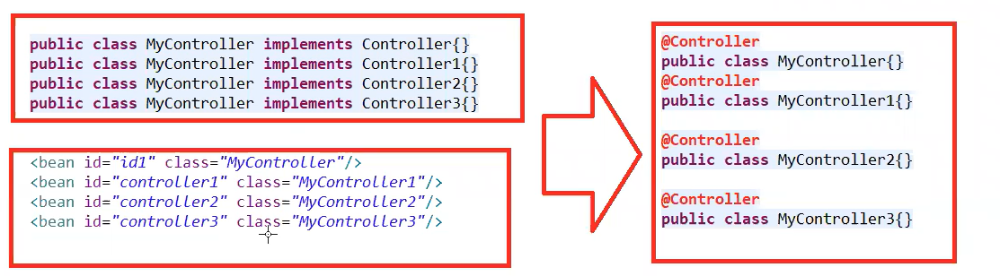 public class MyController implements Controller{}
public class MyController implements Controller1{}
public class MyController implements Controller2{}
public class MyController implements Controller3{}
<bean id="id1" class="MyController"/>
<bean id="controller1" class="MyController1"/>
<bean id="controller2" class="MyController2"/>
<bean id="controller3" class="MyController3"/>
@Controller
public class MyController{}
@Controller
public class MyController1{}
@Controller
public class MyController2{}
@Controller
public class MyController3{}